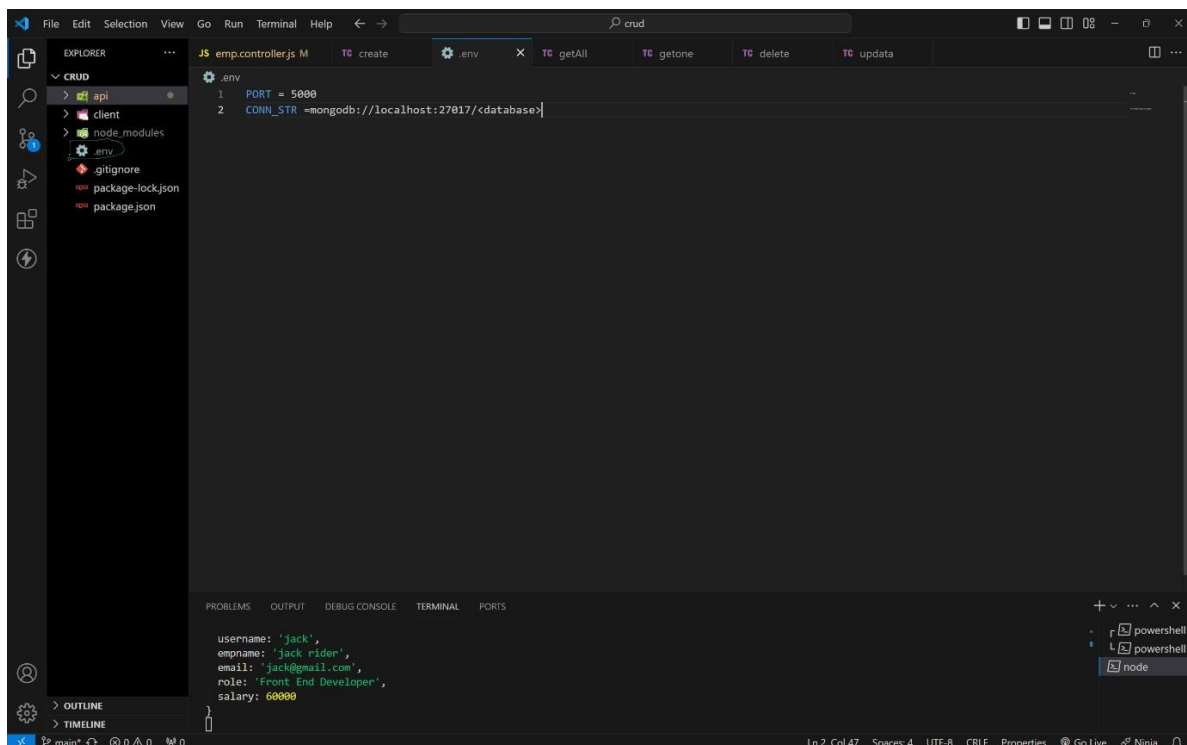 File Edit Selection View Go Run Terminal Help crud
EXPLORER
JS emp.controller.js M TC create .env TC getAll TC getone TC delete TC updata
CRUD
api
client
node_modules
.env
.gitignore
package-lock.json
package.json
.env
1 PORT = 5000
2 CONN_STR =mongodb://localhost:27017/<database>
PROBLEMS OUTPUT DEBUG CONSOLE TERMINAL PORTS
username: 'jack',
empname: 'jack rider',
email: 'jack@gmail.com',
role: 'Front End Developer',
salary: 60000
}
powershell
powershell
node
OUTLINE
TIMELINE
main* 0 0 0 Ln 2, Col 47 Spaces: 4 UTF-8 CRLF Properties Go Live Ninja